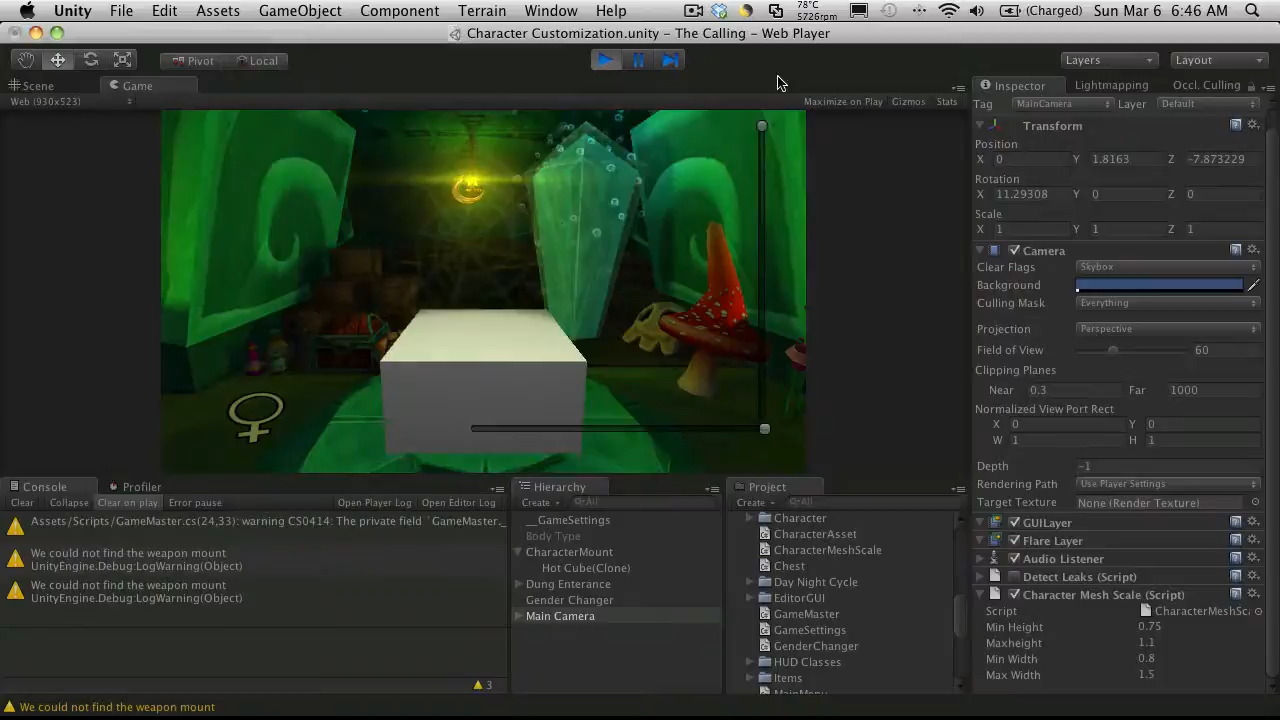 Unity File Edit Assets GameObject Component Terrain Window Help 78°C 5726rpm (Charged) Sun Mar 6 6:46 AM
Character Customization.unity – The Calling – Web Player
Pivot Local Layers Layout
Scene Game
Web (930x523) Maximize on Play Gizmos Stats
Inspector Lightmapping Occl. Culling
Tag MainCamera Layer Default
Transform
Position
X 0 Y 1.8163 Z -7.873229
Rotation
X 11.29308 Y 0 Z 0
Scale
X 1 Y 1 Z 1
Camera
Clear Flags Skybox
Background
Culling Mask Everything
Projection Perspective
Field of View 60
Clipping Planes
Near 0.3 Far 1000
Normalized View Port Rect
X 0 Y 0
W 1 H 1
Depth -1
Rendering Path Use Player Settings
Target Texture None (Render Texture)
GUILayer
Flare Layer
Audio Listener
Detect Leaks (Script)
Character Mesh Scale (Script)
Script CharacterMeshSc
Min Height 0.75
Maxheight 1.1
Min Width 0.8
Max Width 1.5
Console Profiler
Clear Collapse Clear on play Error pause Open Player Log Open Editor Log
Assets/Scripts/GameMaster.cs(24,33): warning CS0414: The private field `GameMaster._
We could not find the weapon mount
UnityEngine.Debug:LogWarning(Object)
We could not find the weapon mount
UnityEngine.Debug:LogWarning(Object)
3
We could not find the weapon mount
Hierarchy
Create All
__GameSettings
Body Type
CharacterMount
Hot Cube(Clone)
Dung Enterance
Gender Changer
Main Camera
Project
Create All
Character
CharacterAsset
CharacterMeshScale
Chest
Day Night Cycle
EditorGUI
GameMaster
GameSettings
GenderChanger
HUD Classes
Items
MainMenu